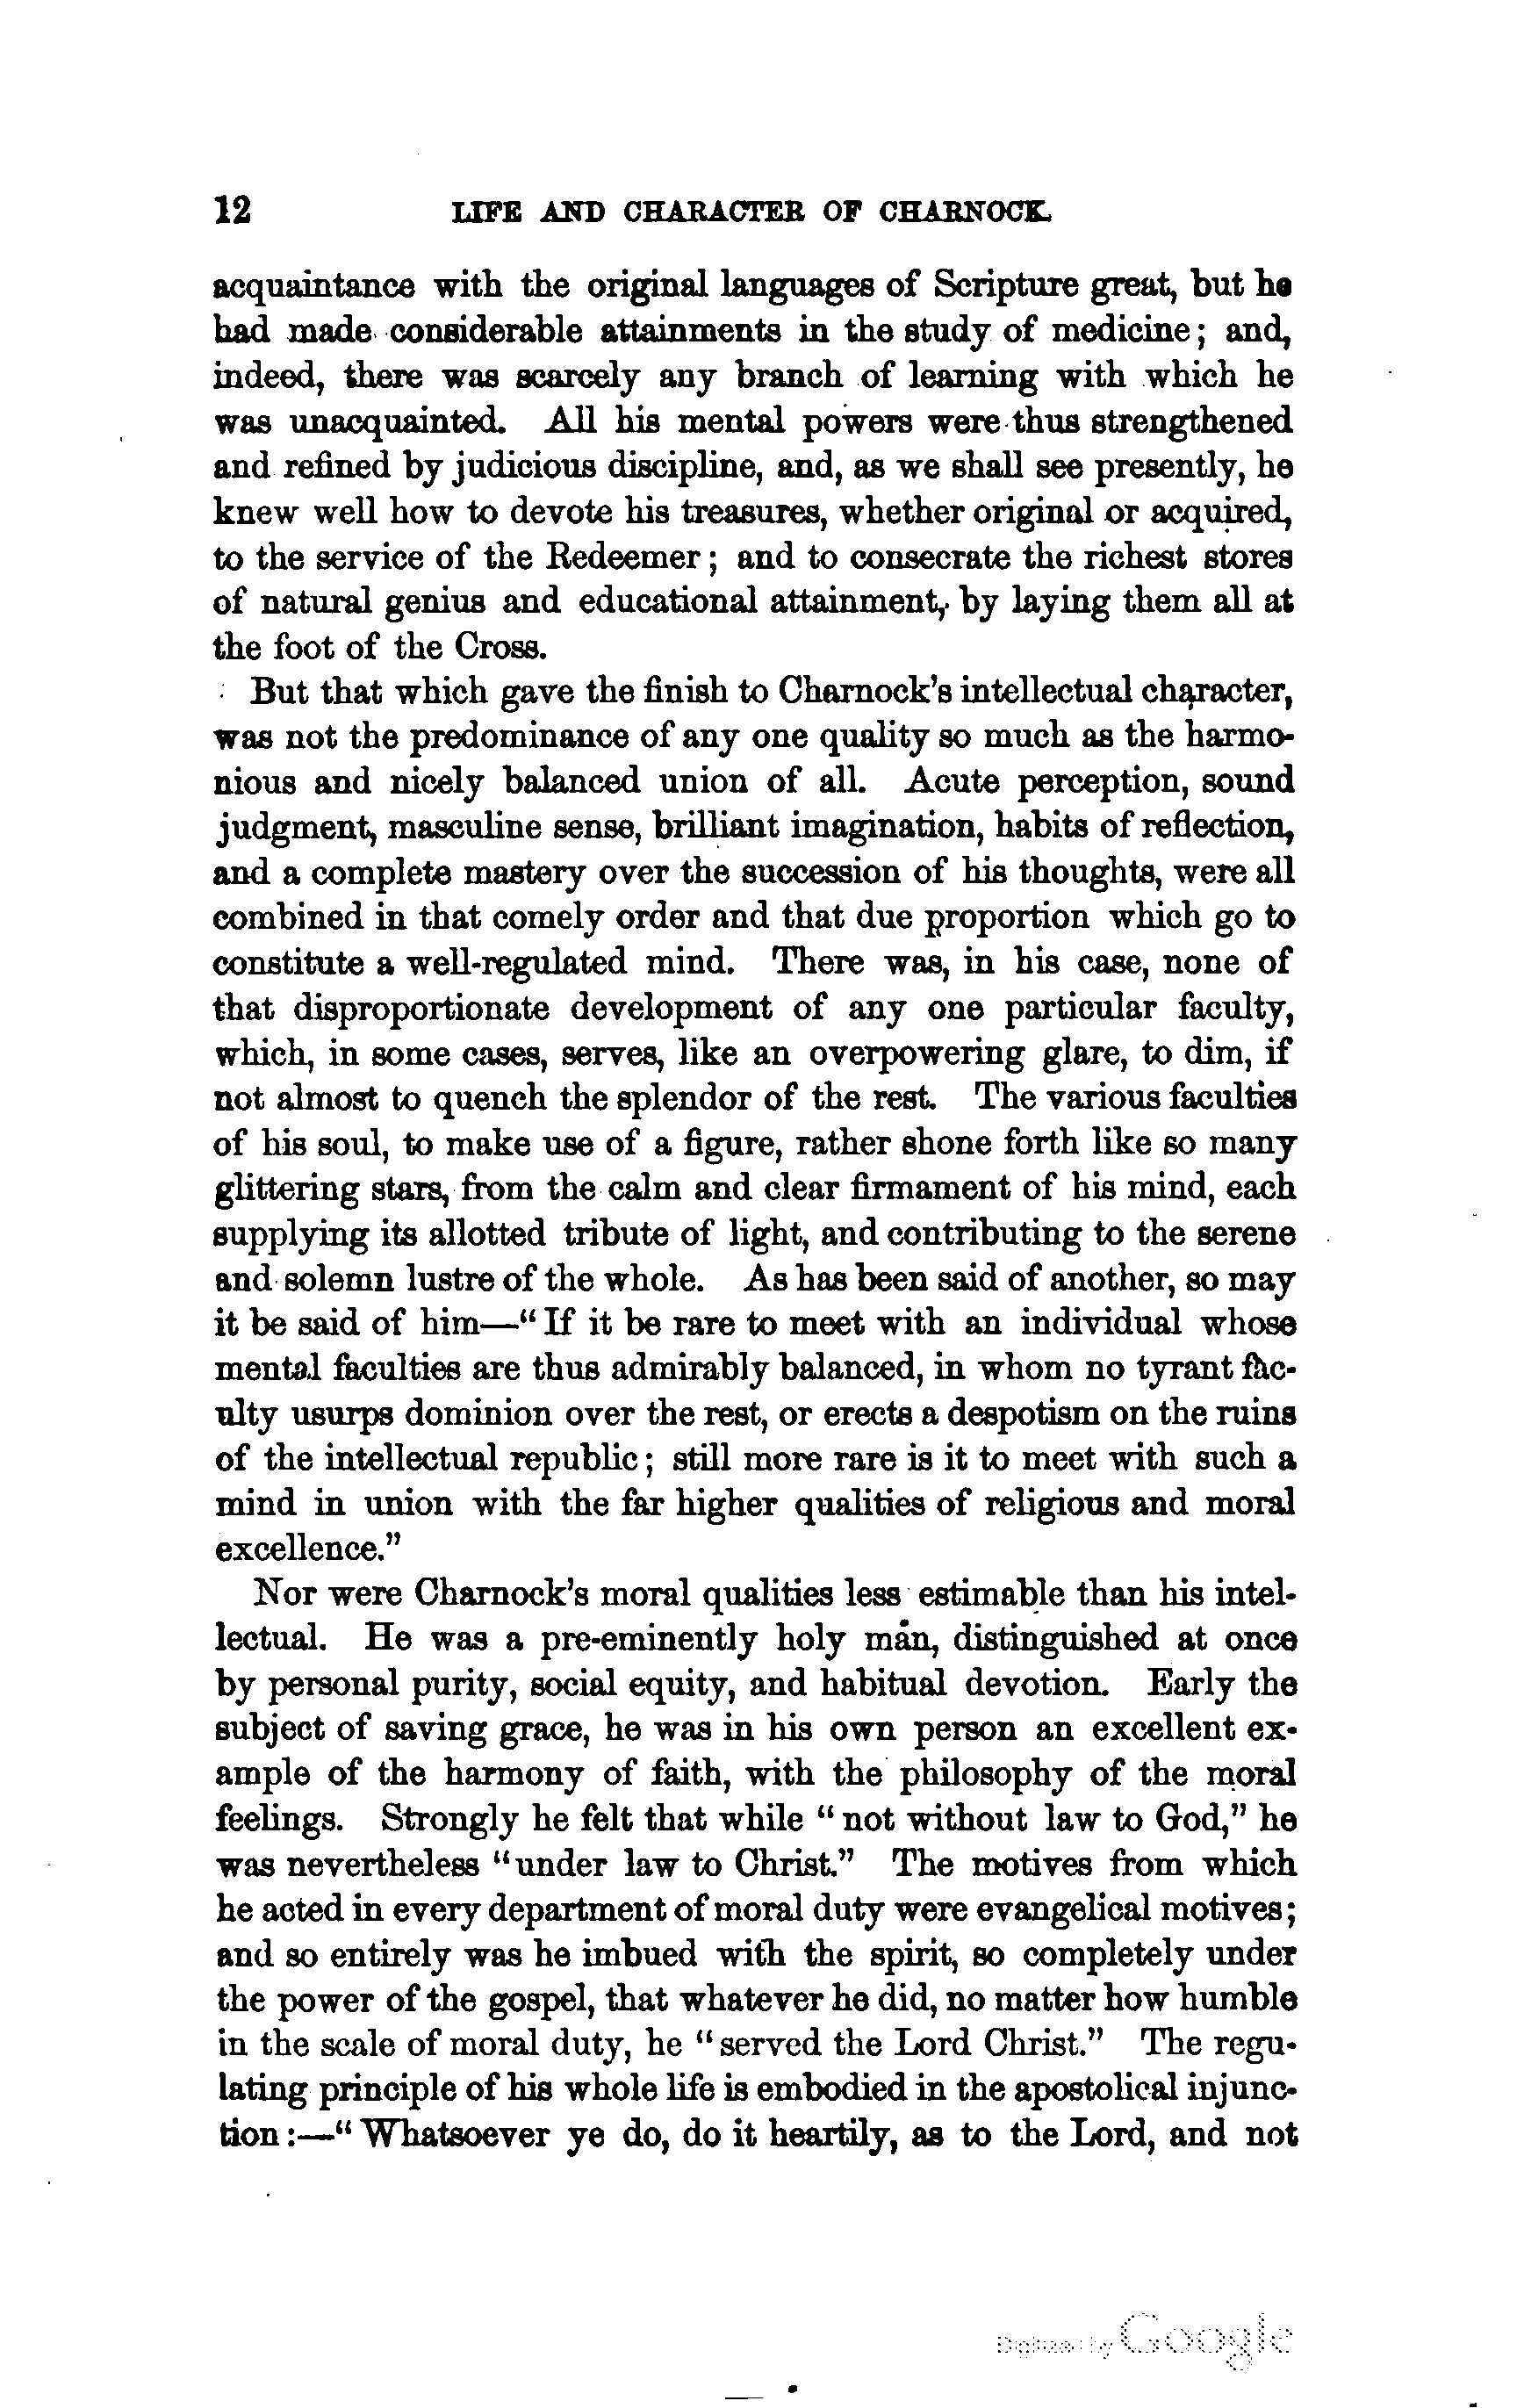 12 LIFE AND CHARACTER OF CHARNOCK.
acquaintance with the original languages of Scripture great, but he
had made considerable attainments in the study of medicine; and,
indeed, there was scarcely any branch of learning with which he
was unacquainted. All his mental powers were thus strengthened
and refined by judicious discipline, and, as we shall see presently, he
knew well how to devote his treasures, whether original or acquired,
to the service of the Redeemer; and to consecrate the richest stores
of natural genius and educational attainment, by laying them all at
the foot of the Cross.
But that which gave the finish to Charnock's intellectual character,
was not the predominance of any one quality so much as the harmo-
nious and nicely balanced union of all. Acute perception, sound
judgment, masculine sense, brilliant imagination, habits of reflection,
and a complete mastery over the succession of his thoughts, were all
combined in that comely order and that due proportion which go to
constitute a well-regulated mind. There was, in his case, none of
that disproportionate development of any one particular faculty,
which, in some cases, serves, like an overpowering glare, to dim, if
not almost to quench the splendor of the rest. The various faculties
of his soul, to make use of a figure, rather shone forth like so many
glittering stars, from the calm and clear firmament of his mind, each
supplying its allotted tribute of light, and contributing to the serene
and solemn lustre of the whole. As has been said of another, so may
it be said of him—"If it be rare to meet with an individual whose
mental faculties are thus admirably balanced, in whom no tyrant fac-
ulty usurps dominion over the rest, or erects a despotism on the ruins
of the intellectual republic; still more rare is it to meet with such a
mind in union with the far higher qualities of religious and moral
excellence."
Nor were Charnock's moral qualities less estimable than his intel-
lectual. He was a pre-eminently holy man, distinguished at once
by personal purity, social equity, and habitual devotion. Early the
subject of saving grace, he was in his own person an excellent ex-
ample of the harmony of faith, with the philosophy of the moral
feelings. Strongly he felt that while "not without law to God," he
was nevertheless "under law to Christ." The motives from which
he acted in every department of moral duty were evangelical motives;
and so entirely was he imbued with the spirit, so completely under
the power of the gospel, that whatever he did, no matter how humble
in the scale of moral duty, he "served the Lord Christ." The regu-
lating principle of his whole life is embodied in the apostolical injunc-
tion:—"Whatsoever ye do, do it heartily, as to the Lord, and not
Digitized by Google